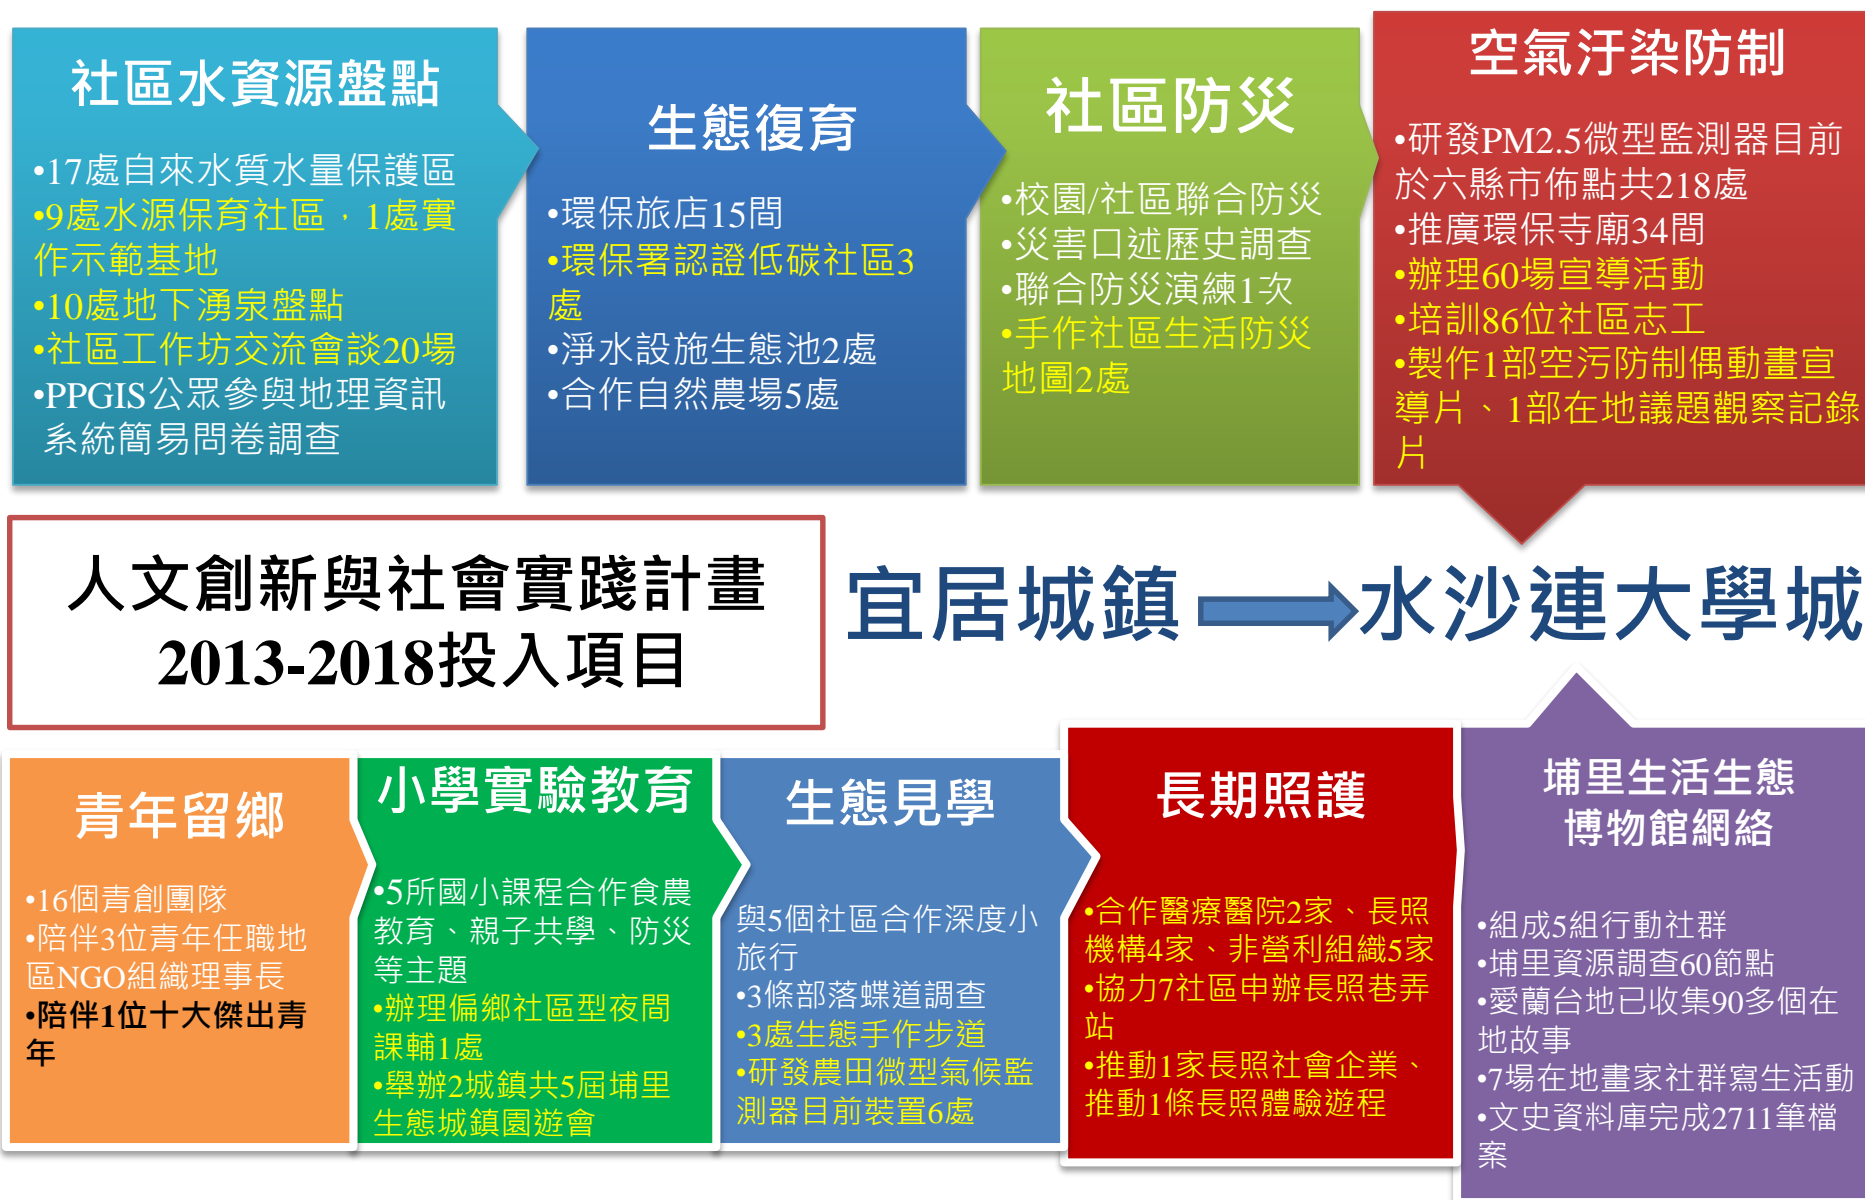 社區水資源盤點
•17處自來水質水量保護區
•9處水源保育社區，1處實
作示範基地
•10處地下湧泉盤點
•社區工作坊交流會談20場
•PPGIS公眾參與地理資訊
系統簡易問卷調查
生態復育
•環保旅店15間
•環保署認證低碳社區3
處
•淨水設施生態池2處
•合作自然農場5處
社區防災
•校園/社區聯合防災
•災害口述歷史調查
•聯合防災演練1次
•手作社區生活防災
地圖2處
空氣汙染防制
•研發PM2.5微型監測器目前
於六縣市佈點共218處
•推廣環保寺廟34間
•辦理60場宣導活動
•培訓86位社區志工
•製作1部空污防制偶動畫宣
導片、1部在地議題觀察記錄
片
人文創新與社會實踐計畫
2013-2018投入項目
宜居城鎮
水沙連大學城
青年留鄉
•16個青創團隊
•陪伴3位青年任職地
區NGO組織理事長
•陪伴1位十大傑出青
年
小學實驗教育
•5所國小課程合作食農
教育、親子共學、防災
等主題
•辦理偏鄉社區型夜間
課輔1處
•舉辦2城鎮共5屆埔里
生態城鎮園遊會
生態見學
與5個社區合作深度小
旅行
•3條部落蝶道調查
•3處生態手作步道
•研發農田微型氣候監
測器目前裝置6處
長期照護
•合作醫療醫院2家、長照
機構4家、非營利組織5家
•協力7社區申辦長照巷弄
站
•推動1家長照社會企業、
推動1條長照體驗遊程
埔里生活生態
博物館網絡
•組成5組行動社群
•埔里資源調查60節點
•愛蘭台地已收集90多個在
地故事
•7場在地畫家社群寫生活動
•文史資料庫完成2711筆檔
案